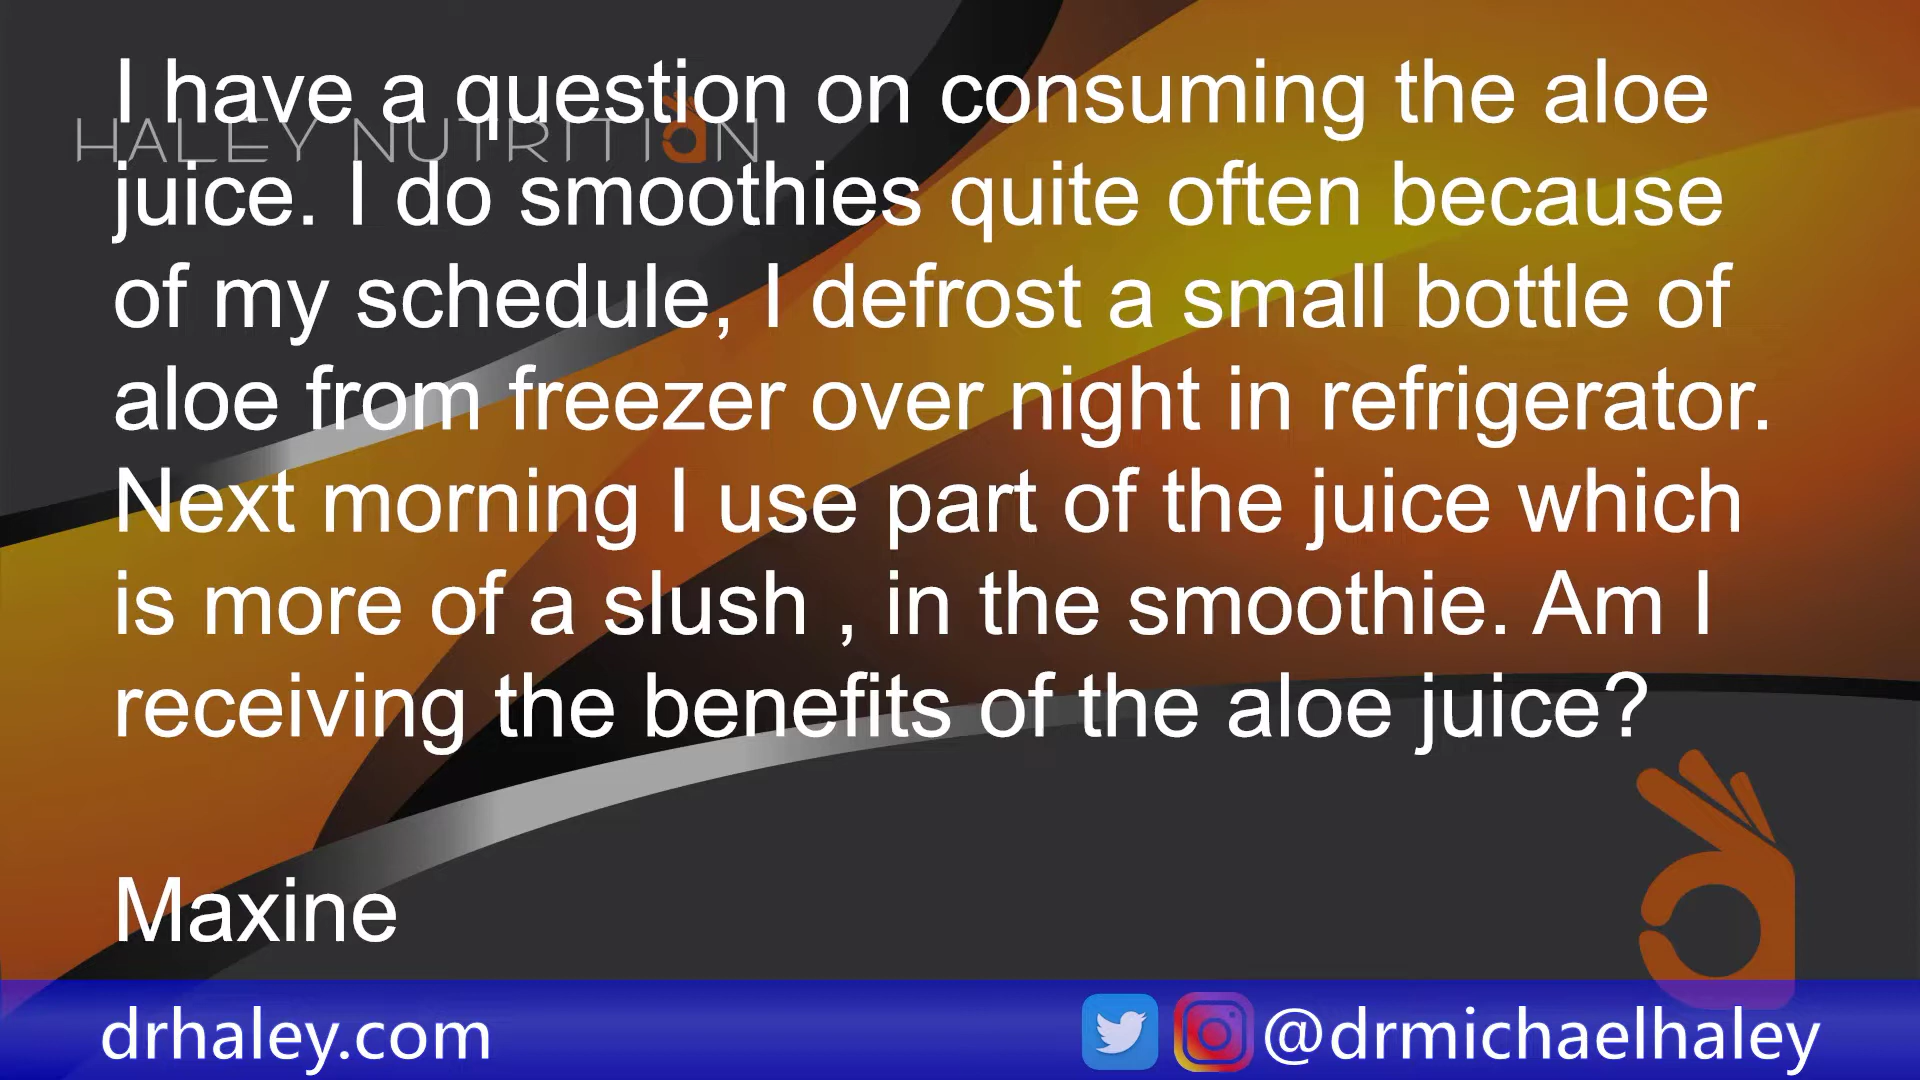 I have a question on consuming the aloe
HALEY NUTRITION
juice. I do smoothies quite often because
of my schedule, I defrost a small bottle of
aloe from freezer over night in refrigerator.
Next morning I use part of the juice which
is more of a slush , in the smoothie. Am I
receiving the benefits of the aloe juice?
Maxine
drhaley.com
@drmichaelhaley